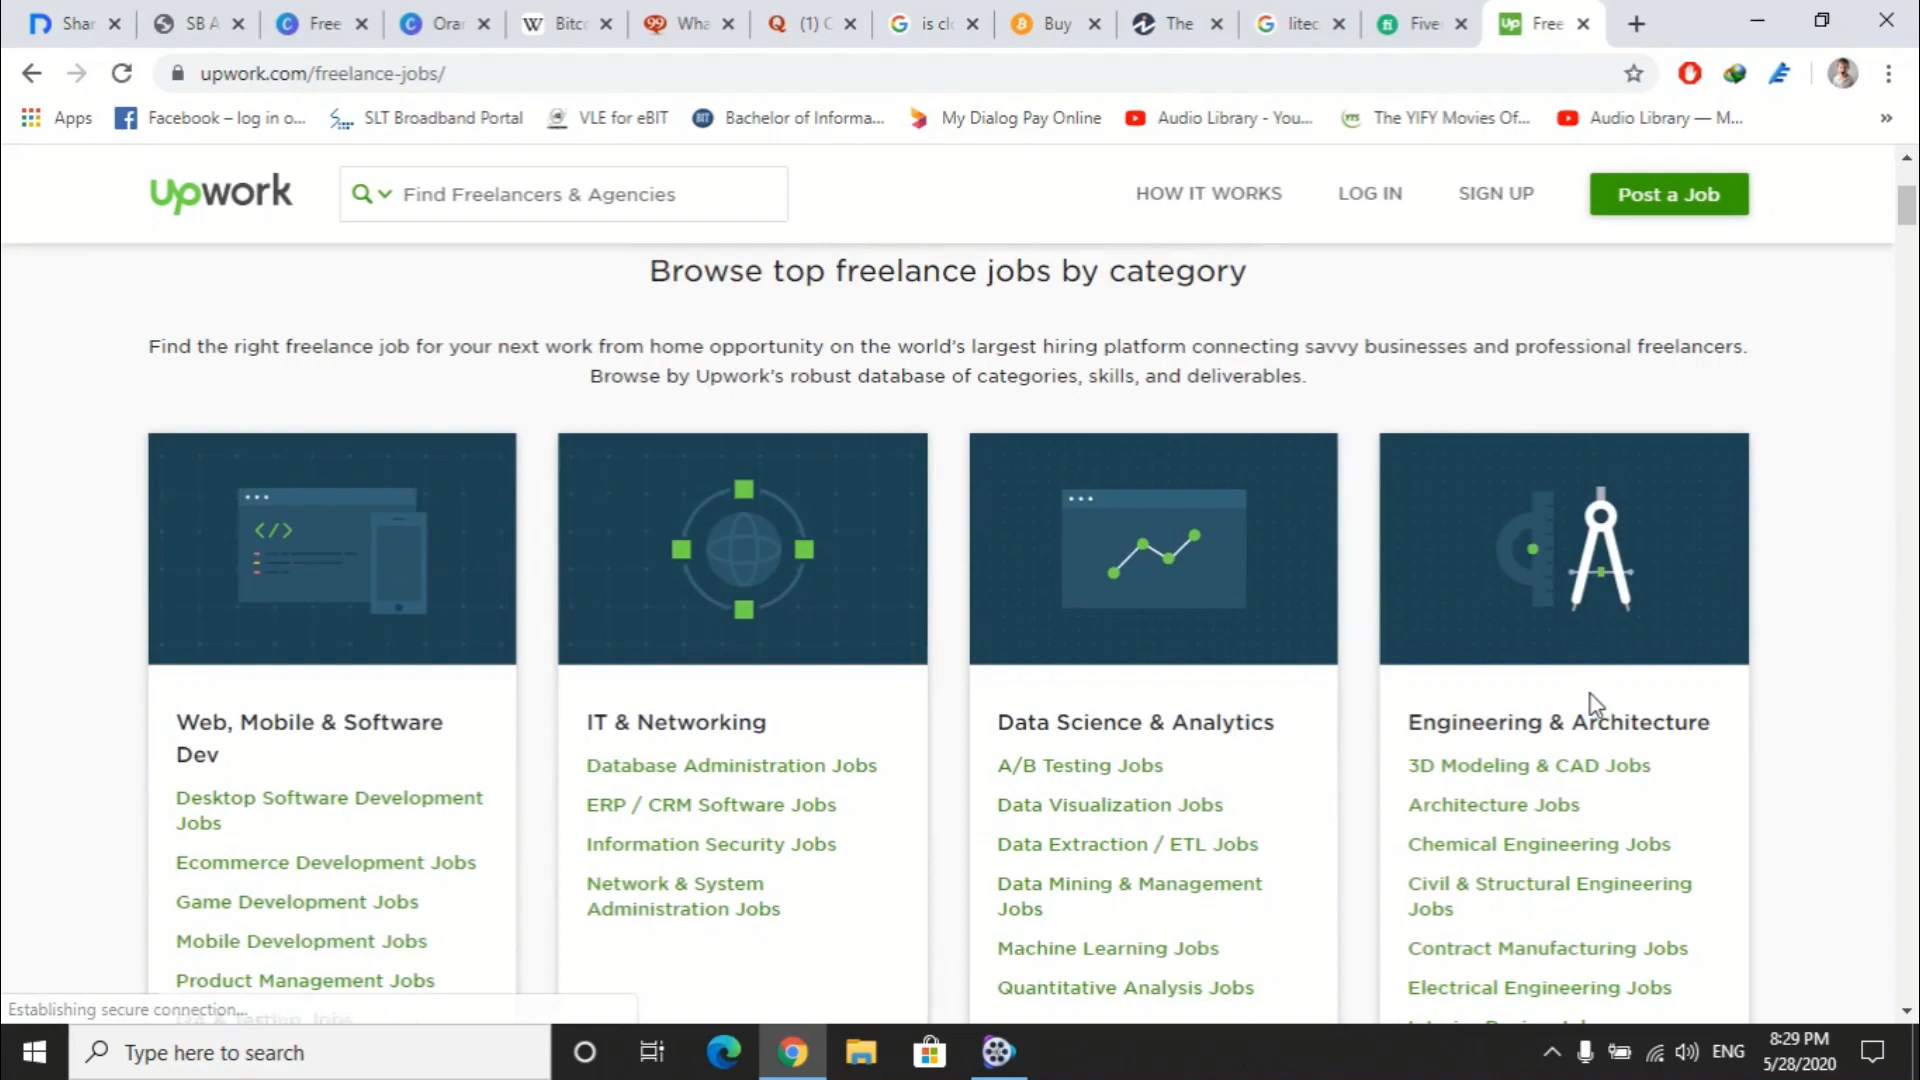 Shar
SB A
Free
Orar
Bitc
Wha
(1) C
is cl
Buy
The
litec
Five
Free
upwork.com/freelance-jobs/
Apps
Facebook – log in o...
SLT Broadband Portal
VLE for eBIT
Bachelor of Informa...
My Dialog Pay Online
Audio Library - You...
The YIFY Movies Of...
Audio Library — M...
upwork
Find Freelancers & Agencies
HOW IT WORKS
LOG IN
SIGN UP
Post a Job
Browse top freelance jobs by category
Find the right freelance job for your next work from home opportunity on the world's largest hiring platform connecting savvy businesses and professional freelancers.
Browse by Upwork's robust database of categories, skills, and deliverables.
Web, Mobile & Software
Dev
Desktop Software Development
Jobs
Ecommerce Development Jobs
Game Development Jobs
Mobile Development Jobs
Product Management Jobs
IT & Networking
Database Administration Jobs
ERP / CRM Software Jobs
Information Security Jobs
Network & System
Administration Jobs
Data Science & Analytics
A/B Testing Jobs
Data Visualization Jobs
Data Extraction / ETL Jobs
Data Mining & Management
Jobs
Machine Learning Jobs
Quantitative Analysis Jobs
Engineering & Architecture
3D Modeling & CAD Jobs
Architecture Jobs
Chemical Engineering Jobs
Civil & Structural Engineering
Jobs
Contract Manufacturing Jobs
Electrical Engineering Jobs
Establishing secure connection...
Type here to search
ENG
8:29 PM
5/28/2020